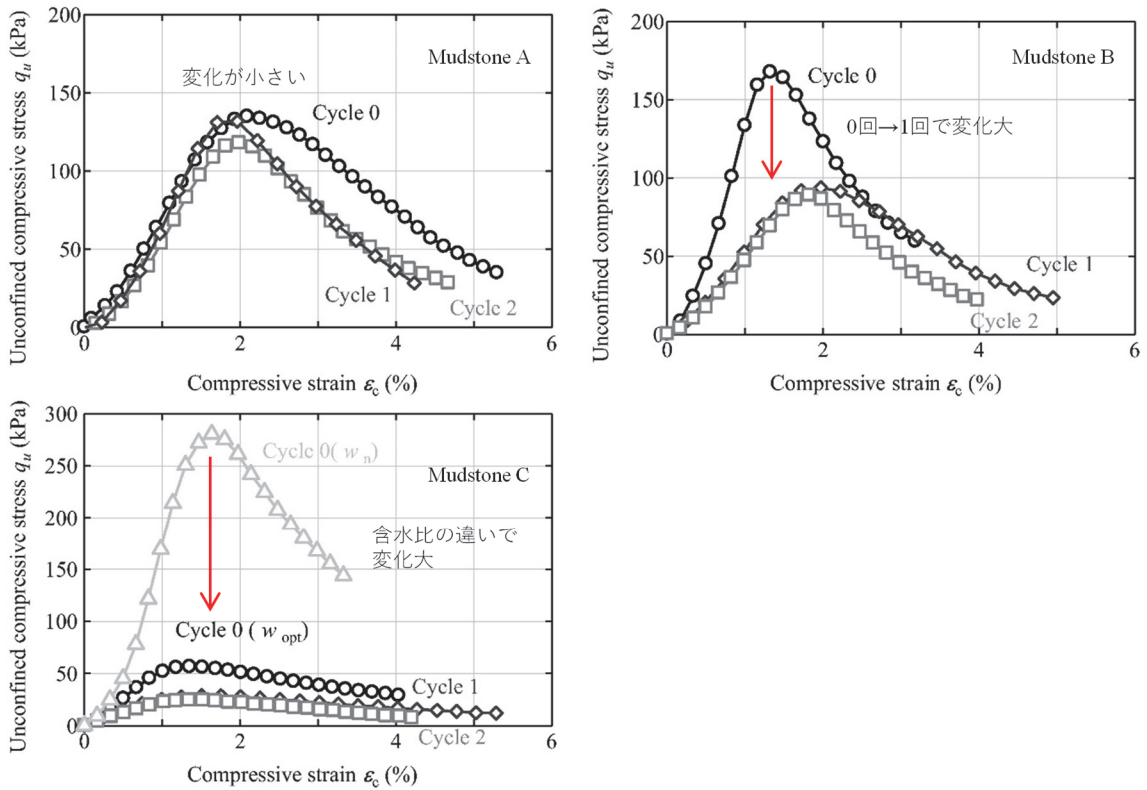 Unconfined compressive stress qu (kPa)
200
150
100
50
0
0
2
4
6
Compressive strain εc (%)
Mudstone A
変化が小さい
Cycle 0
Cycle 1
Cycle 2
Unconfined compressive stress qu (kPa)
200
150
100
50
0
0
2
4
6
Compressive strain εc (%)
Mudstone B
Cycle 0
0回→1回で変化大
Cycle 1
Cycle 2
Unconfined compressive stress qu (kPa)
300
250
200
150
100
50
0
0
2
4
6
Compressive strain εc (%)
Cycle 0( wn)
Mudstone C
含水比の違いで
変化大
Cycle 0 ( wopt)
Cycle 1
Cycle 2